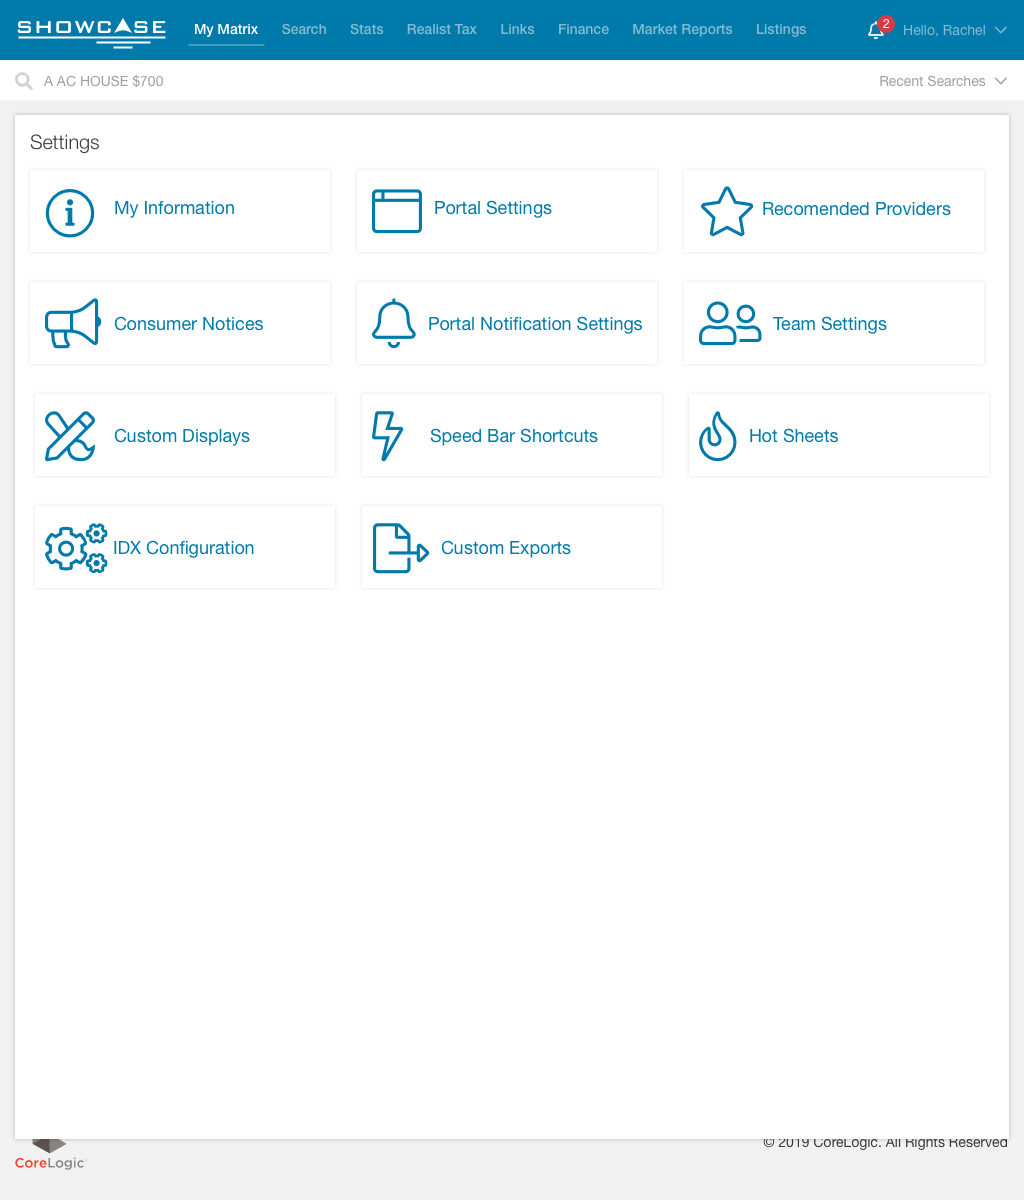 SHOWCASE My Matrix Search Stats Realist Tax Links Finance Market Reports Listings 2 Hello, Rachel
A AC HOUSE $700 Recent Searches
Settings
My Information Portal Settings Recomended Providers
Consumer Notices Portal Notification Settings Team Settings
Custom Displays Speed Bar Shortcuts Hot Sheets
IDX Configuration Custom Exports
© 2019 CoreLogic. All Rights Reserved
CoreLogic